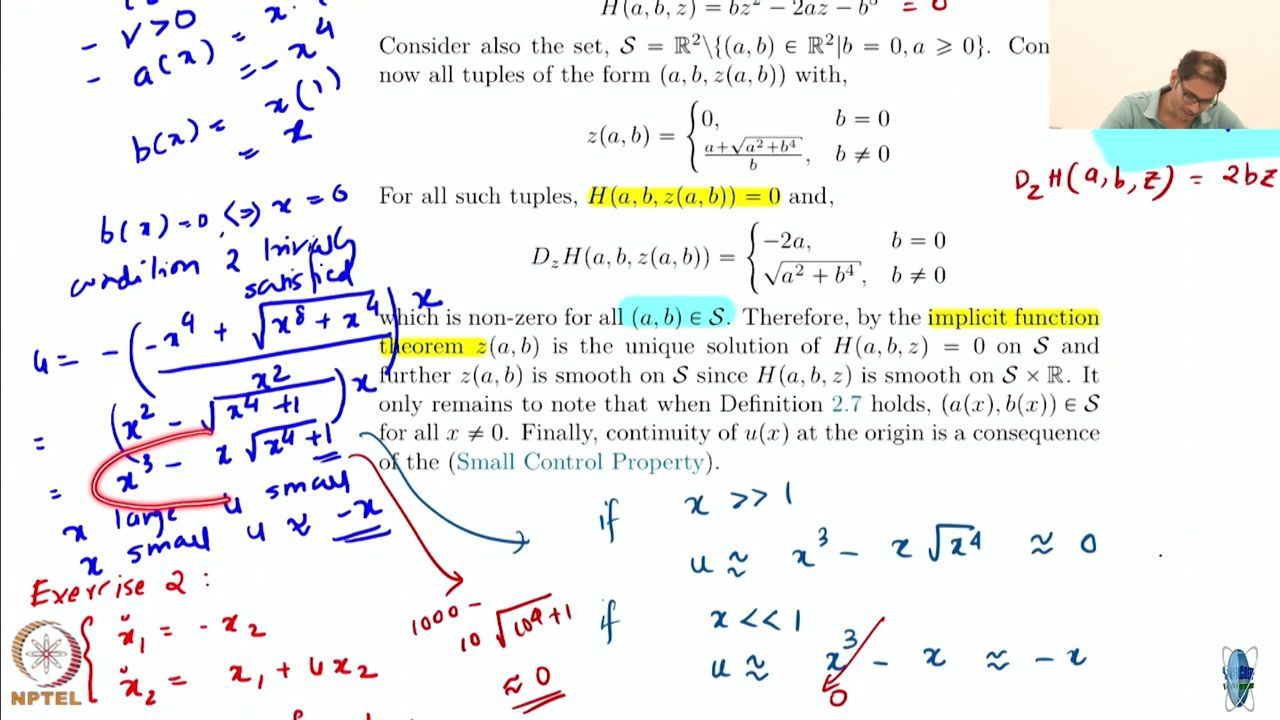 H(a, b, z) = bz² − 2az − b³ = 0
Consider also the set, S = ℝ²\{(a, b) ∈ ℝ²|b = 0, a ⩾ 0}. Con
now all tuples of the form (a, b, z(a, b)) with,
z(a, b) = { 0, b = 0
(a+√(a²+b⁴))/b, b ≠ 0
For all such tuples, H(a, b, z(a, b)) = 0 and,
D_zH(a, b, z(a, b)) = { −2a, b = 0
√(a² + b⁴), b ≠ 0
which is non-zero for all (a, b) ∈ S. Therefore, by the implicit function
theorem z(a, b) is the unique solution of H(a, b, z) = 0 on S and
further z(a, b) is smooth on S since H(a, b, z) is smooth on S × ℝ. It
only remains to note that when Definition 2.7 holds, (a(x), b(x)) ∈ S
for all x ≠ 0. Finally, continuity of u(x) at the origin is a consequence
of the (Small Control Property).
D_z H(a, b, z) = 2bz
- V > 0
- a(x) = x
= - x⁴
b(x) = x(1)
= x
b(x) = 0, <=> x = 0
condition 2 trivially
satisfied
u = - ( (-x⁴ + √(x⁸ + x⁴)) / x² ) x
= (x² - √(x⁴ + 1)) x
= x³ - x √(x⁴ + 1)
x large u small
x small u ≈ -x
if x >> 1
u ≈ x³ - x √x⁴ ≈ 0
if x << 1
u ≈ x³ - x ≈ -x
0
1000 - 10 √(10⁴ + 1)
≈ 0
Exercise 2 :
ẋ₁ = - x₂
ẋ₂ = x₁ + u x₂
NPTEL